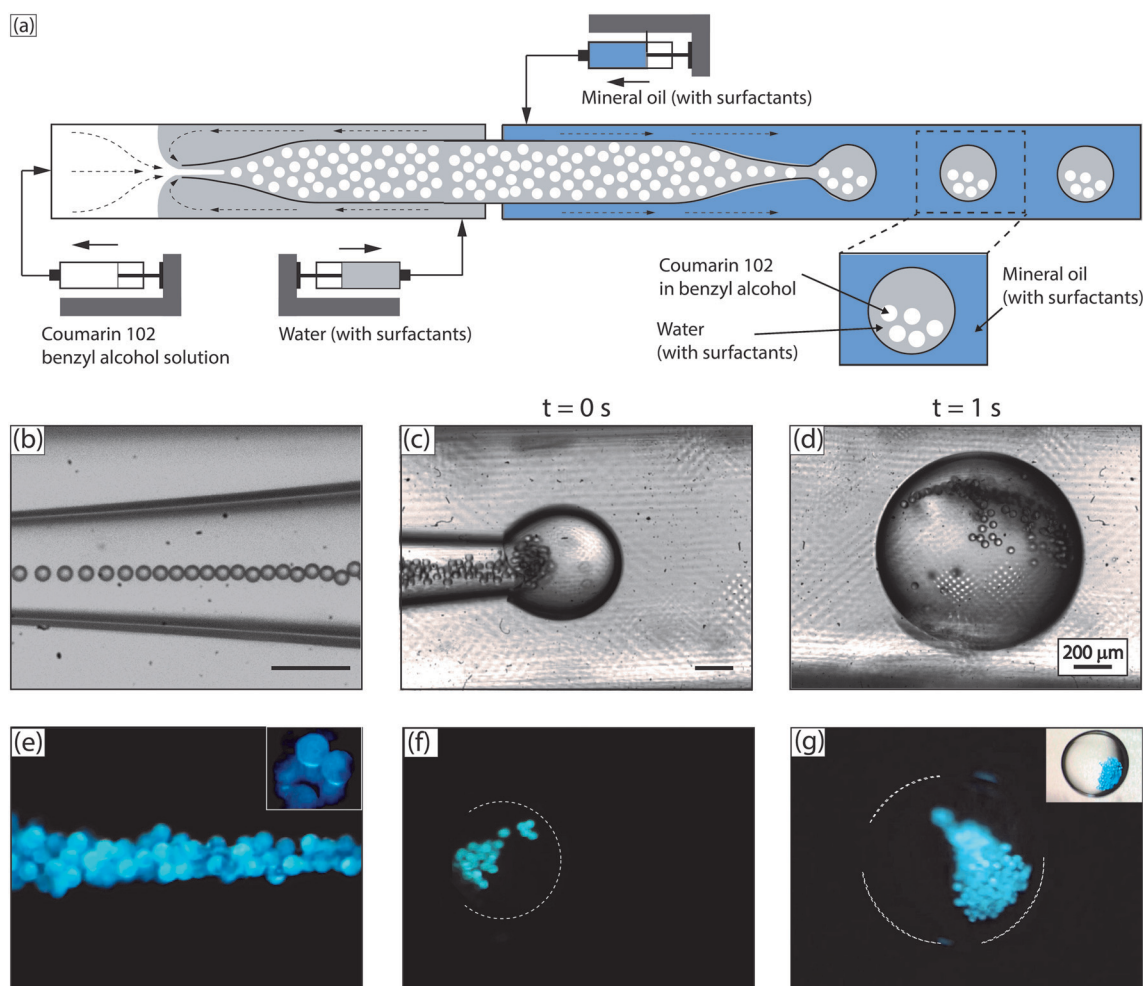 (a)
Mineral oil (with surfactants)
Coumarin 102
benzyl alcohol solution
Water (with surfactants)
Coumarin 102
in benzyl alcohol
Water
(with surfactants)
Mineral oil
(with surfactants)
t = 0 s
t = 1 s
(b)
(c)
(d)
200 μm
(e)
(f)
(g)